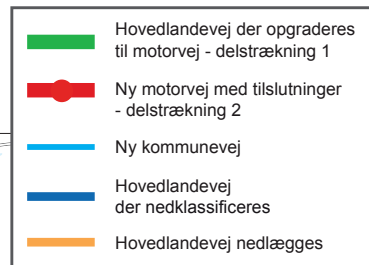 Hovedlandevej der opgraderes
til motorvej - delstrækning 1
Ny motorvej med tilslutninger
- delstrækning 2
Ny kommunevej
Hovedlandevej
der nedklassificeres
Hovedlandevej nedlægges